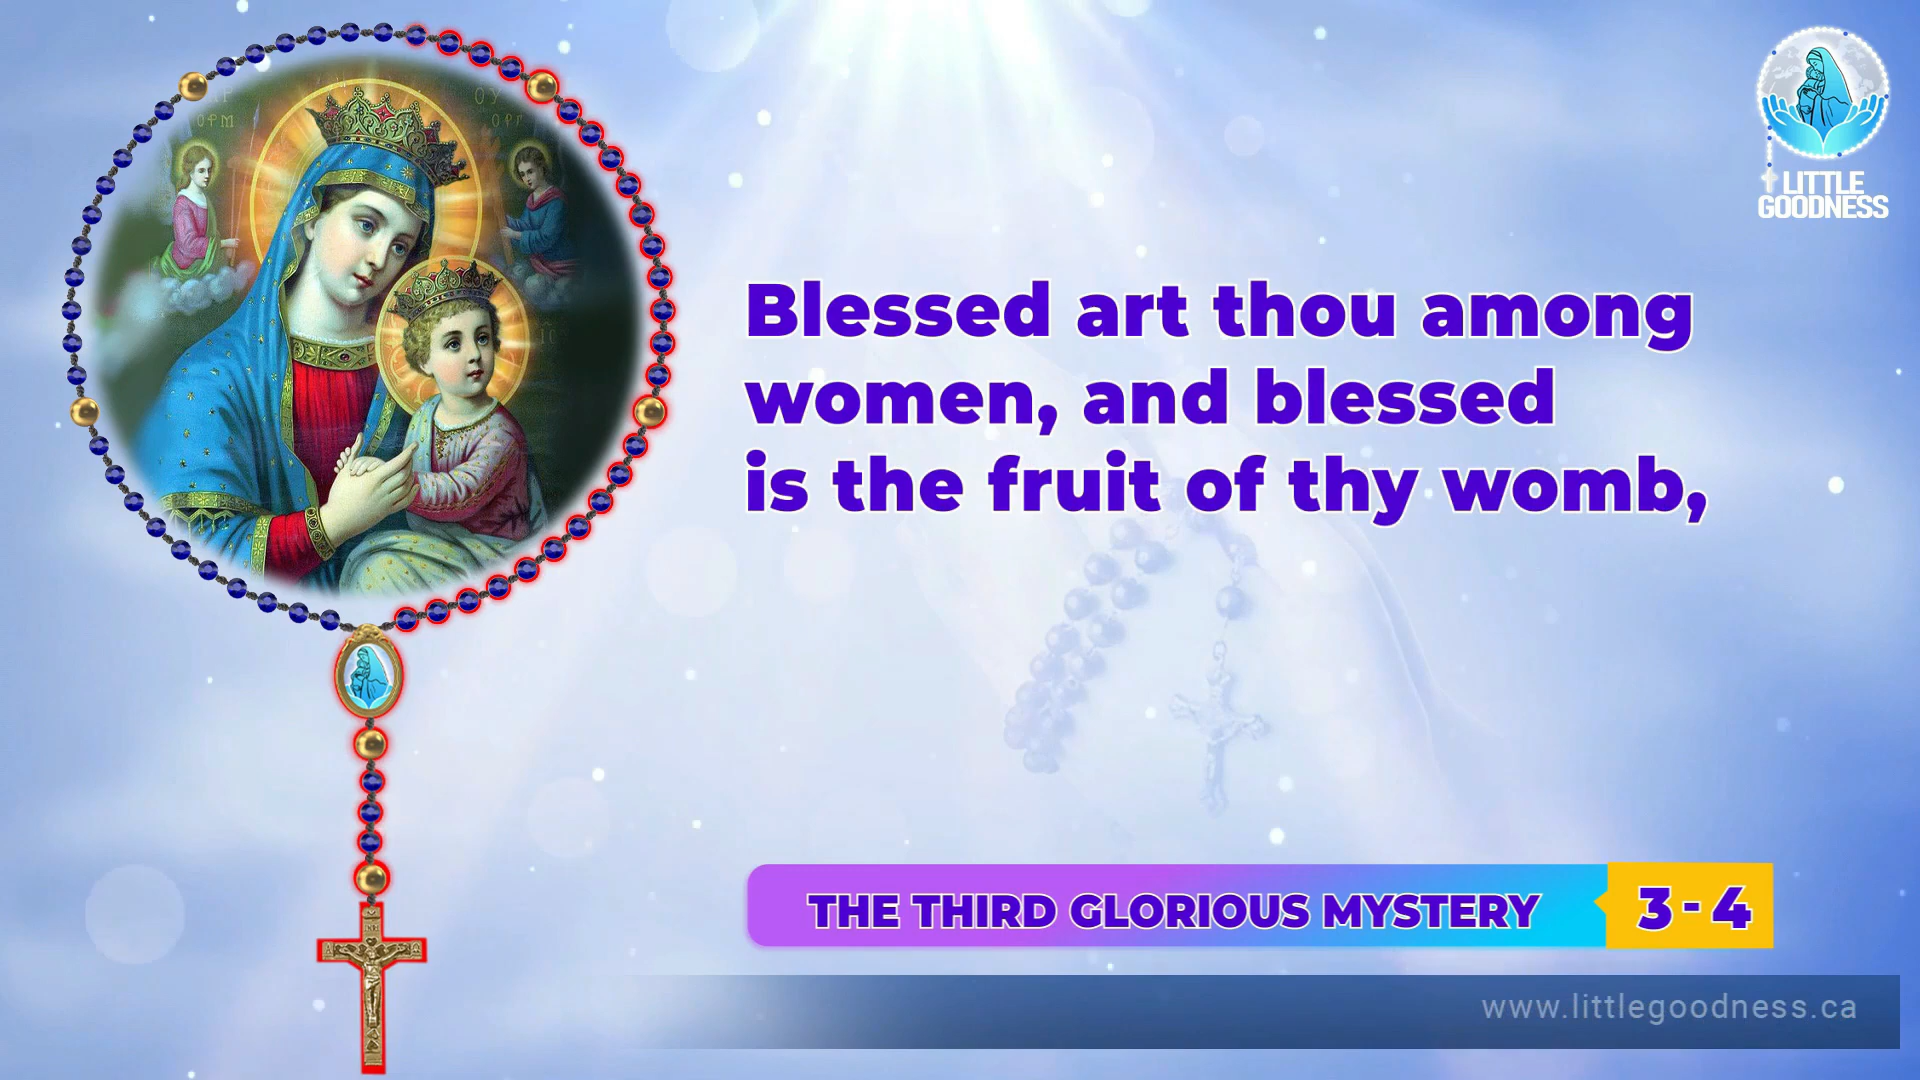 LITTLE
GOODNESS
Blessed art thou among
women, and blessed
is the fruit of thy womb,
THE THIRD GLORIOUS MYSTERY
3 - 4
www.littlegoodness.ca
INRI